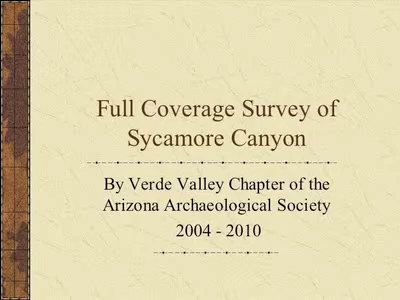 Full Coverage Survey of
Sycamore Canyon
By Verde Valley Chapter of the
Arizona Archaeological Society
2004 - 2010